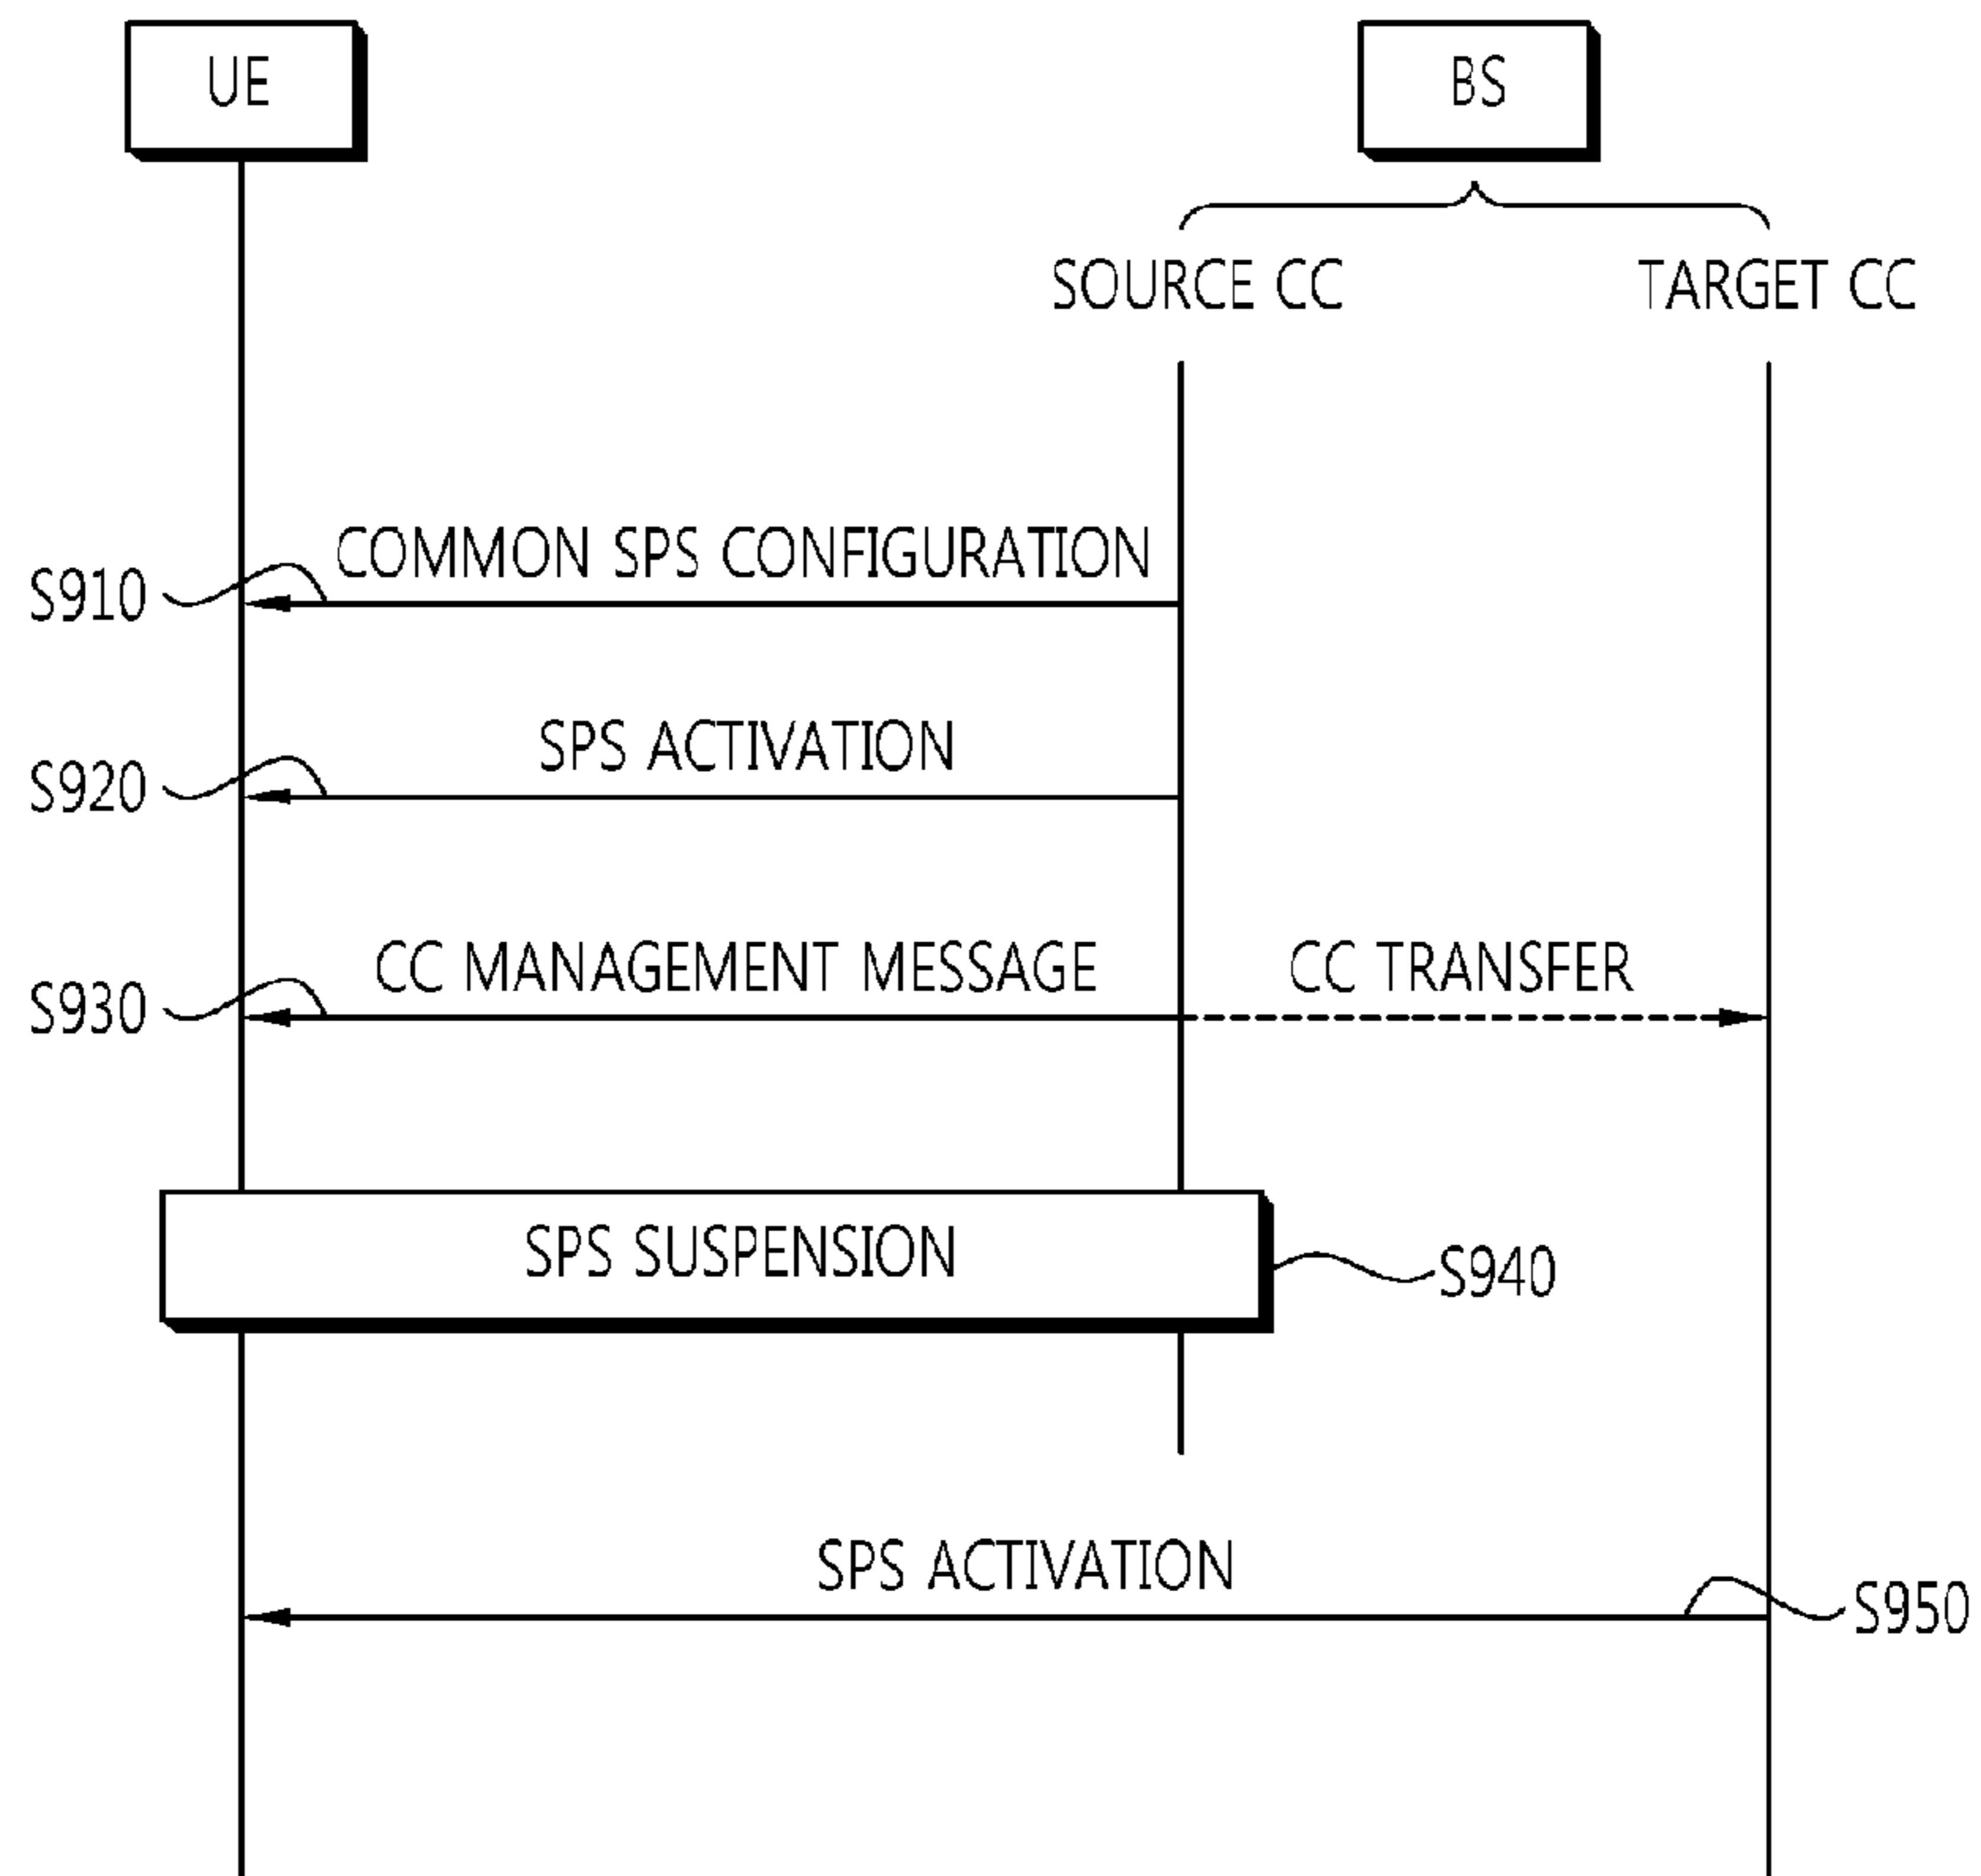 UE
BS
SOURCE CC
TARGET CC
COMMON SPS CONFIGURATION
S910
SPS ACTIVATION
S920
CC MANAGEMENT MESSAGE
CC TRANSFER
S930
SPS SUSPENSION
S940
SPS ACTIVATION
S950